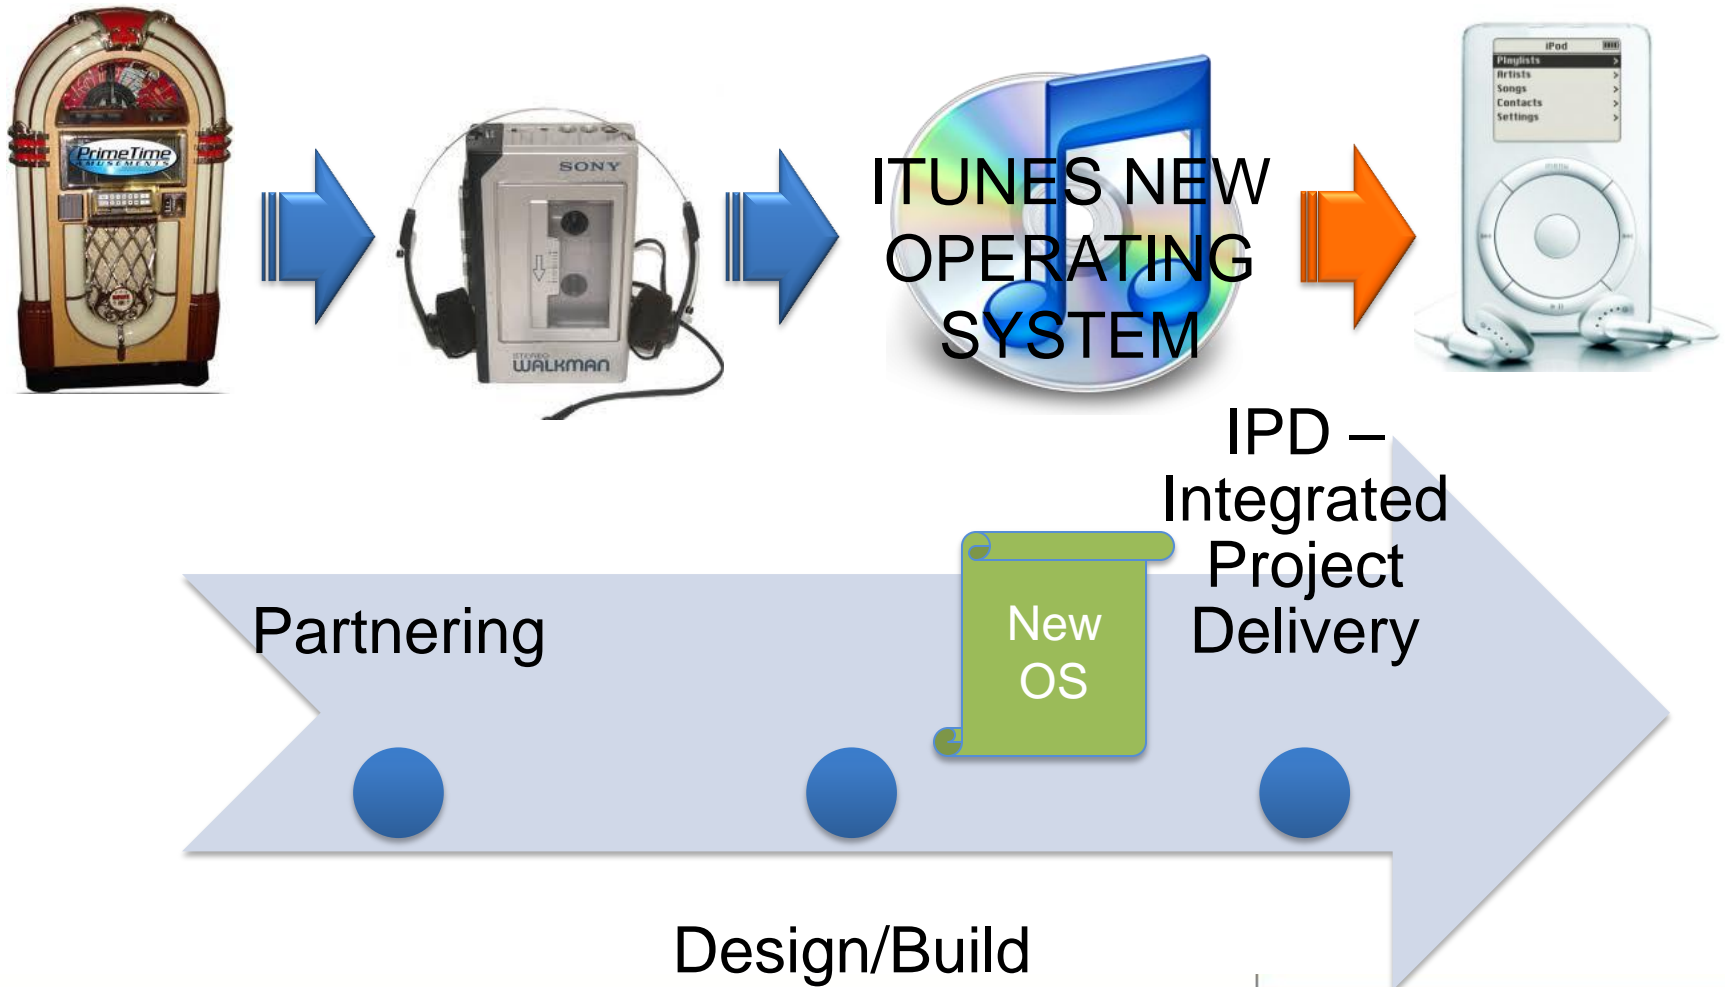 PrimeTime
AMUSEMENTS
SONY
STEREO
WALKMAN
ITUNES NEW
OPERATING
SYSTEM
iPod
Playlists >
Artists >
Songs >
Contacts >
Settings >
menu
IPD –
Integrated
Project
Delivery
Partnering
New
OS
Design/Build